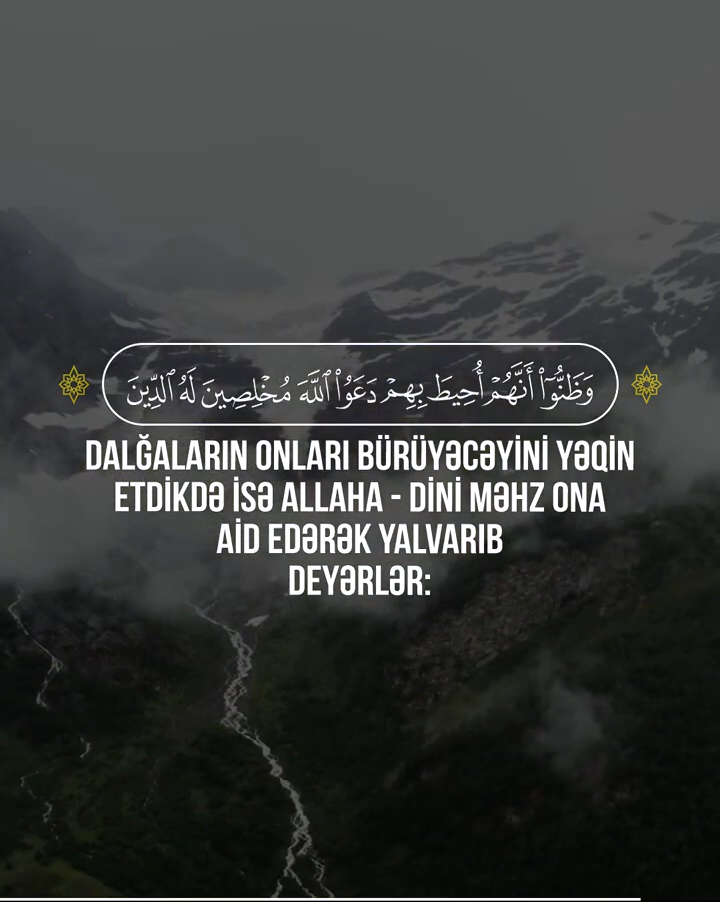 وَظَنُّوٓا۟ أَنَّهُمْ أُحِيطَ بِهِمْ دَعَوُا۟ ٱللَّهَ مُخْلِصِينَ لَهُ ٱلدِّينَ
DALĞALARIN ONLARI BÜRÜYƏCƏYİNİ YƏQİN
ETDİKDƏ İSƏ ALLAHA - DİNİ MƏHZ ONA
AİD EDƏRƏK YALVARIB
DEYƏRLƏR: